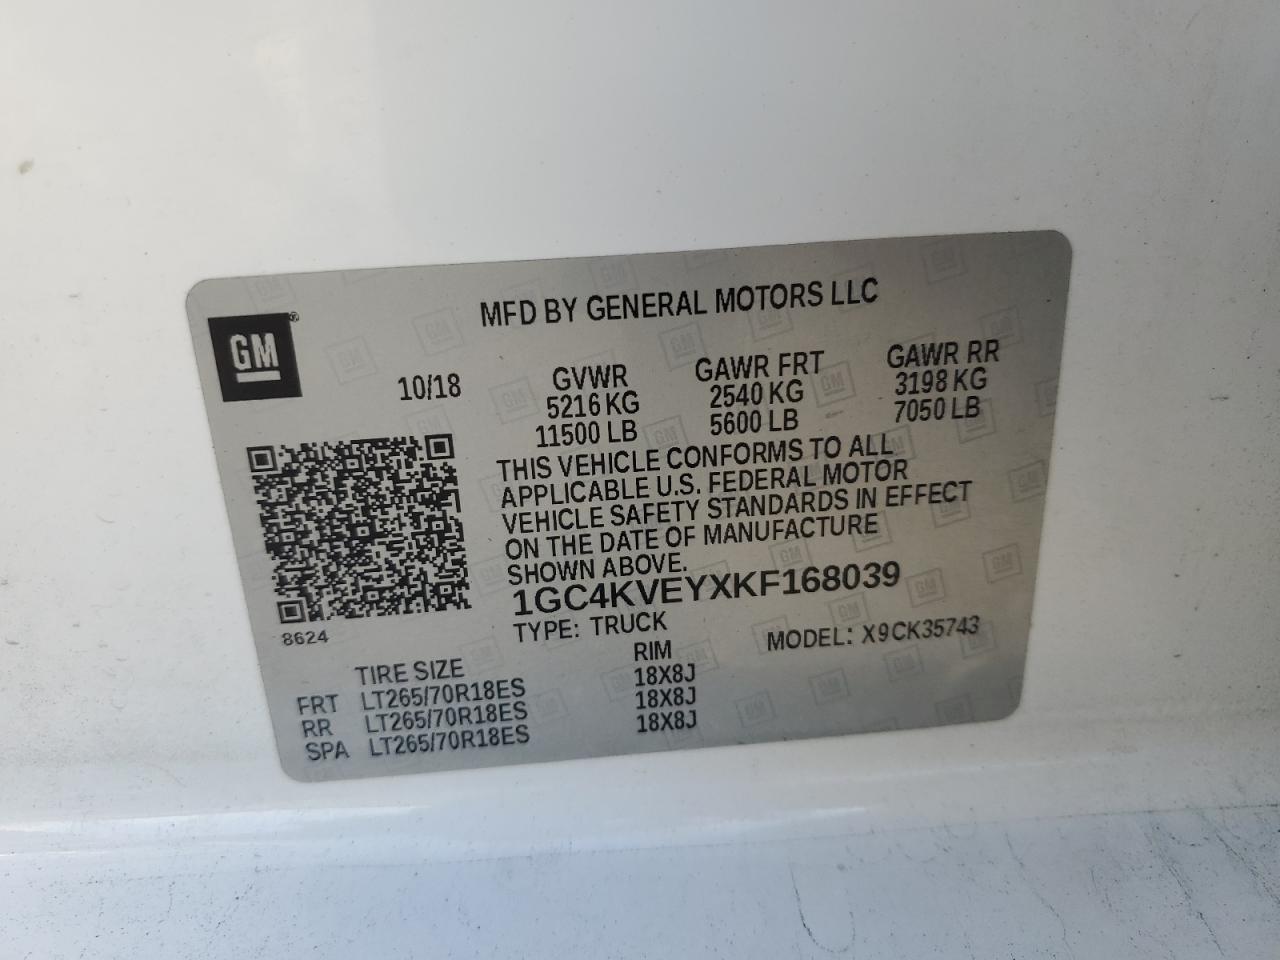 MFD BY GENERAL MOTORS LLC
GM®
10/18
GVWR GAWR FRT GAWR RR
5216 KG 2540 KG 3198 KG
11500 LB 5600 LB 7050 LB
THIS VEHICLE CONFORMS TO ALL
APPLICABLE U.S. FEDERAL MOTOR
VEHICLE SAFETY STANDARDS IN EFFECT
ON THE DATE OF MANUFACTURE
SHOWN ABOVE.
1GC4KVEYXKF168039
8624
TYPE: TRUCK MODEL: X9CK35743
TIRE SIZE RIM
FRT LT265/70R18ES 18X8J
RR LT265/70R18ES 18X8J
SPA LT265/70R18ES 18X8J